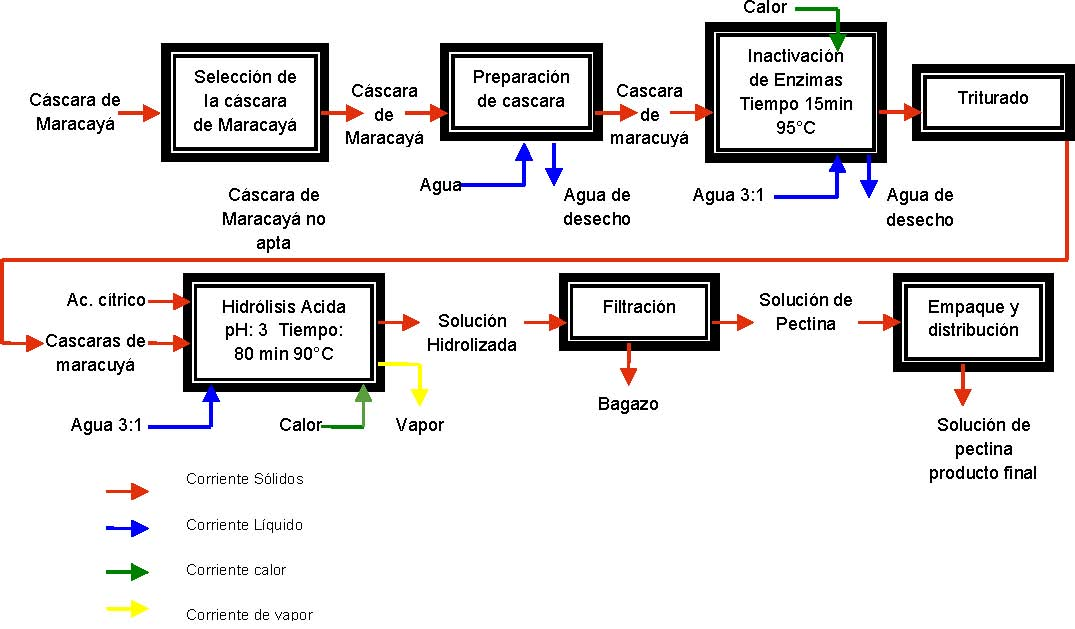 Calor
Cáscara de
Maracayá
Selección de
la cáscara
de Maracayá
Cáscara
de
Maracayá
Preparación
de cascara
Cascara
de
maracuyá
Inactivación
de Enzimas
Tiempo 15min
95°C
Triturado
Cáscara de
Maracayá no
apta
Agua
Agua de
desecho
Agua 3:1
Agua de
desecho
Ac. cítrico
Cascaras de
maracuyá
Hidrólisis Acida
pH: 3 Tiempo:
80 min 90°C
Solución
Hidrolizada
Filtración
Solución de
Pectina
Empaque y
distribución
Agua 3:1
Calor
Vapor
Bagazo
Solución de
pectina
producto final
Corriente Sólidos
Corriente Líquido
Corriente calor
Corriente de vapor